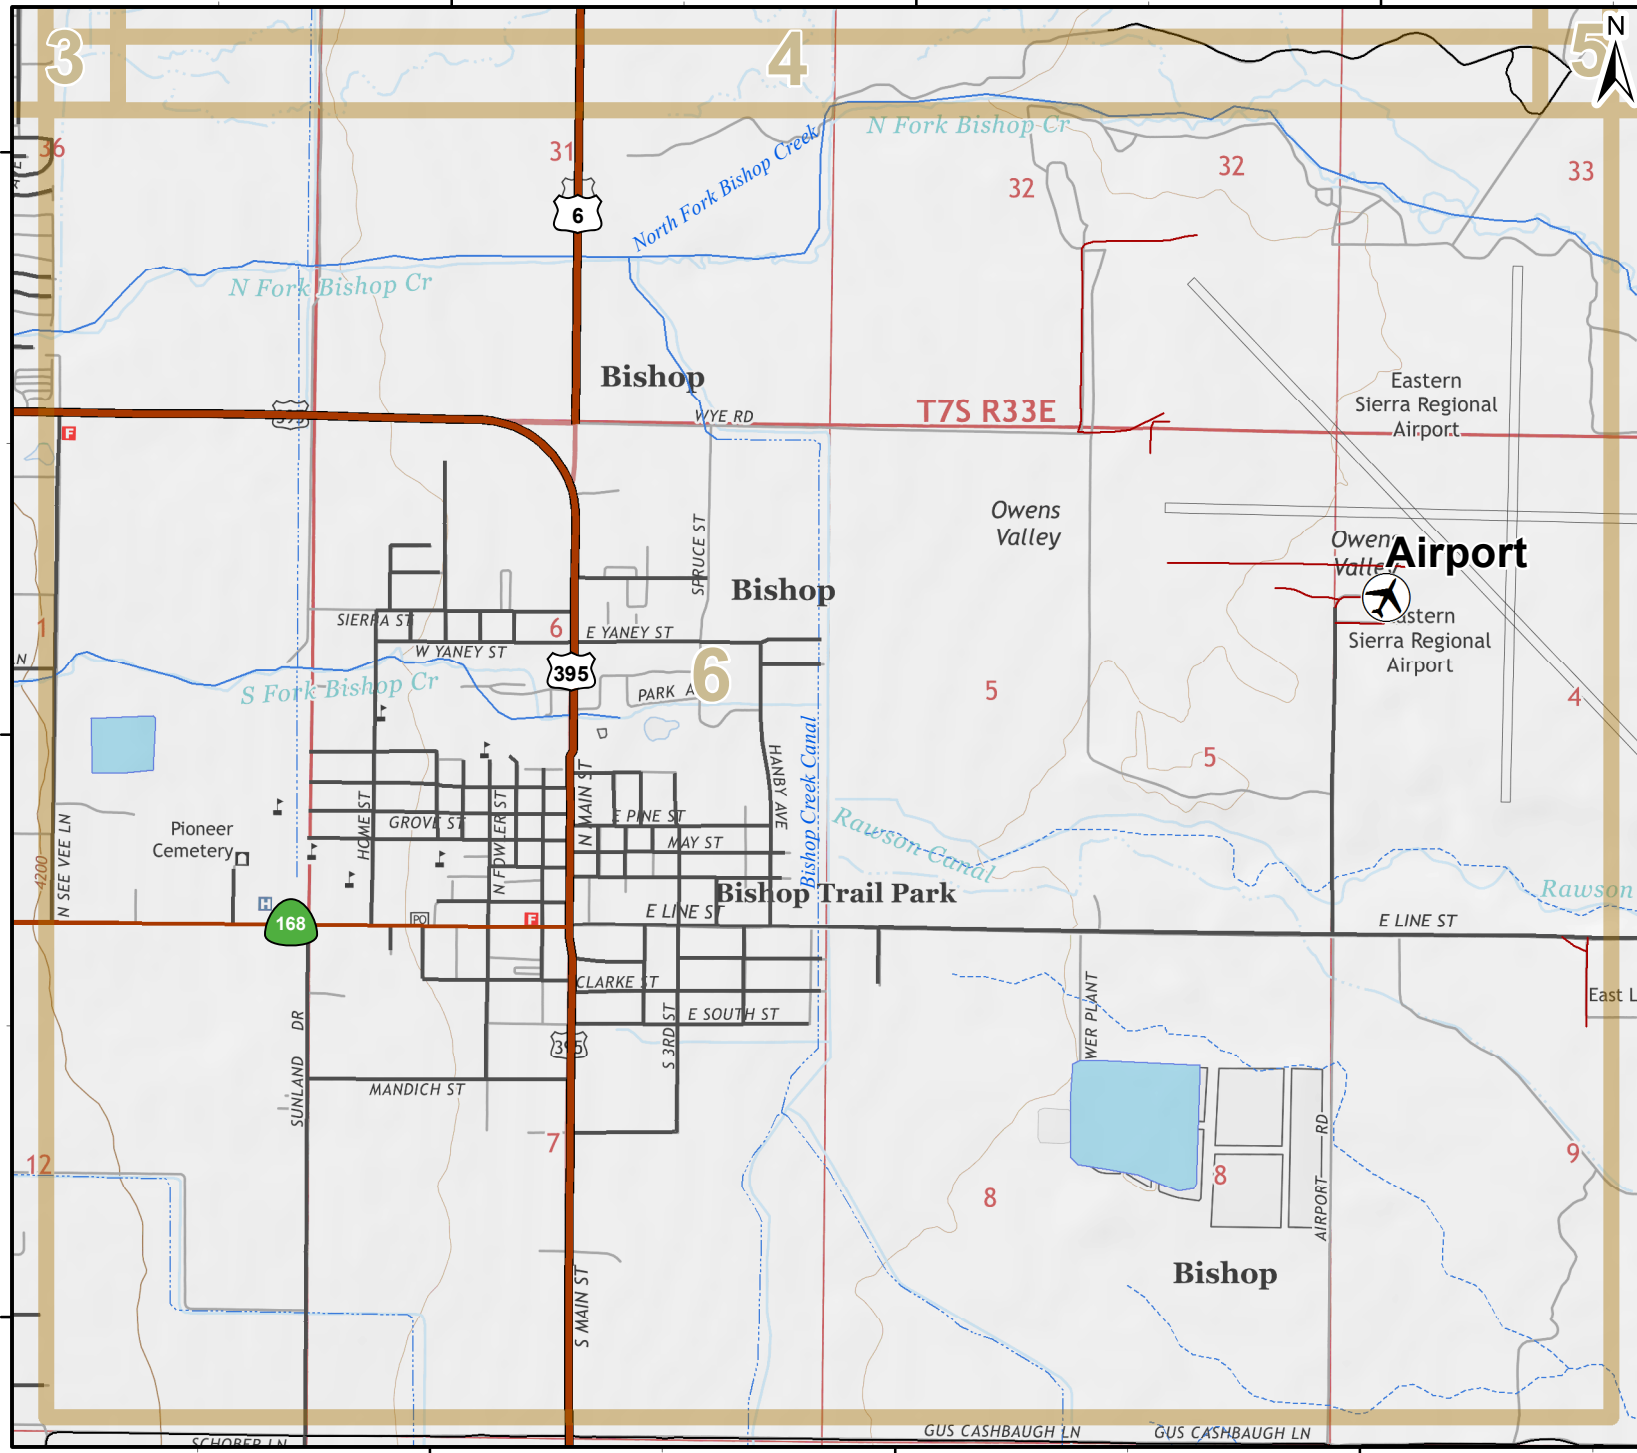 3
4
5
N
36
31
N Fork Bishop Cr
North Fork Bishop Creek
32
32
33
6
N Fork Bishop Cr
Bishop
395
WYE RD
T7S R33E
Eastern
Sierra Regional
Airport
F
SPRUCE ST
Owens
Valley
Owens
Valley
Airport
Bishop
Eastern
Sierra Regional
Airport
1
SIERRA ST
6
E YANEY ST
W YANEY ST
N
395
6
PARK A
S Fork Bishop Cr
5
4
5
HANBY AVE
Bishop Creek Canal
N MAIN ST
HOME ST
GROVE ST
N FOWLER ST
E PINE ST
MAY ST
Rawson Canal
Pioneer
Cemetery
4200
N SEE VEE LN
Bishop Trail Park
Rawson
H
168
PO
F
E LINE ST
E LINE ST
CLARKE ST
E SOUTH ST
S 3RD ST
WER PLANT
East L
SUNLAND DR
395
MANDICH ST
7
12
8
8
9
AIRPORT RD
Bishop
S MAIN ST
SCHOBER LN
GUS CASHBAUGH LN
GUS CASHBAUGH LN